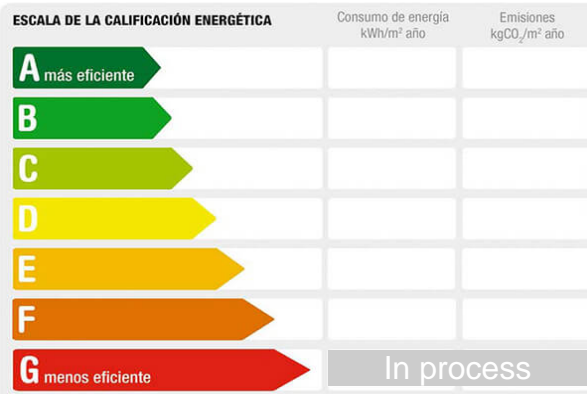 ESCALA DE LA CALIFICACIÓN ENERGÉTICA
Consumo de energía
kWh/m² año
Emisiones
kgCO₂/m² año
A más eficiente
B
C
D
E
F
G menos eficiente
In process